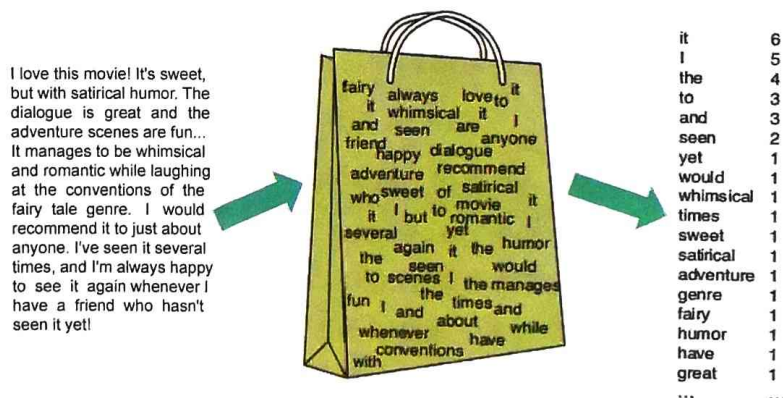 I love this movie! It's sweet,
but with satirical humor. The
dialogue is great and the
adventure scenes are fun...
It manages to be whimsical
and romantic while laughing
at the conventions of the
fairy tale genre. I would
recommend it to just about
anyone. I've seen it several
times, and I'm always happy
to see it again whenever I
have a friend who hasn't
seen it yet!
fairy always love to it
it whimsical it I
and seen are anyone
friend happy dialogue
adventure recommend
who sweet of satirical
it I but to movie it
romantic I
several yet
again it the humor
the seen would
to scenes I the manages
fun I and the times and
about while
whenever have
conventions
with
it 6
I 5
the 4
to 3
and 3
seen 2
yet 1
would 1
whimsical 1
times 1
sweet 1
satirical 1
adventure 1
genre 1
fairy 1
humor 1
have 1
great 1
... ...